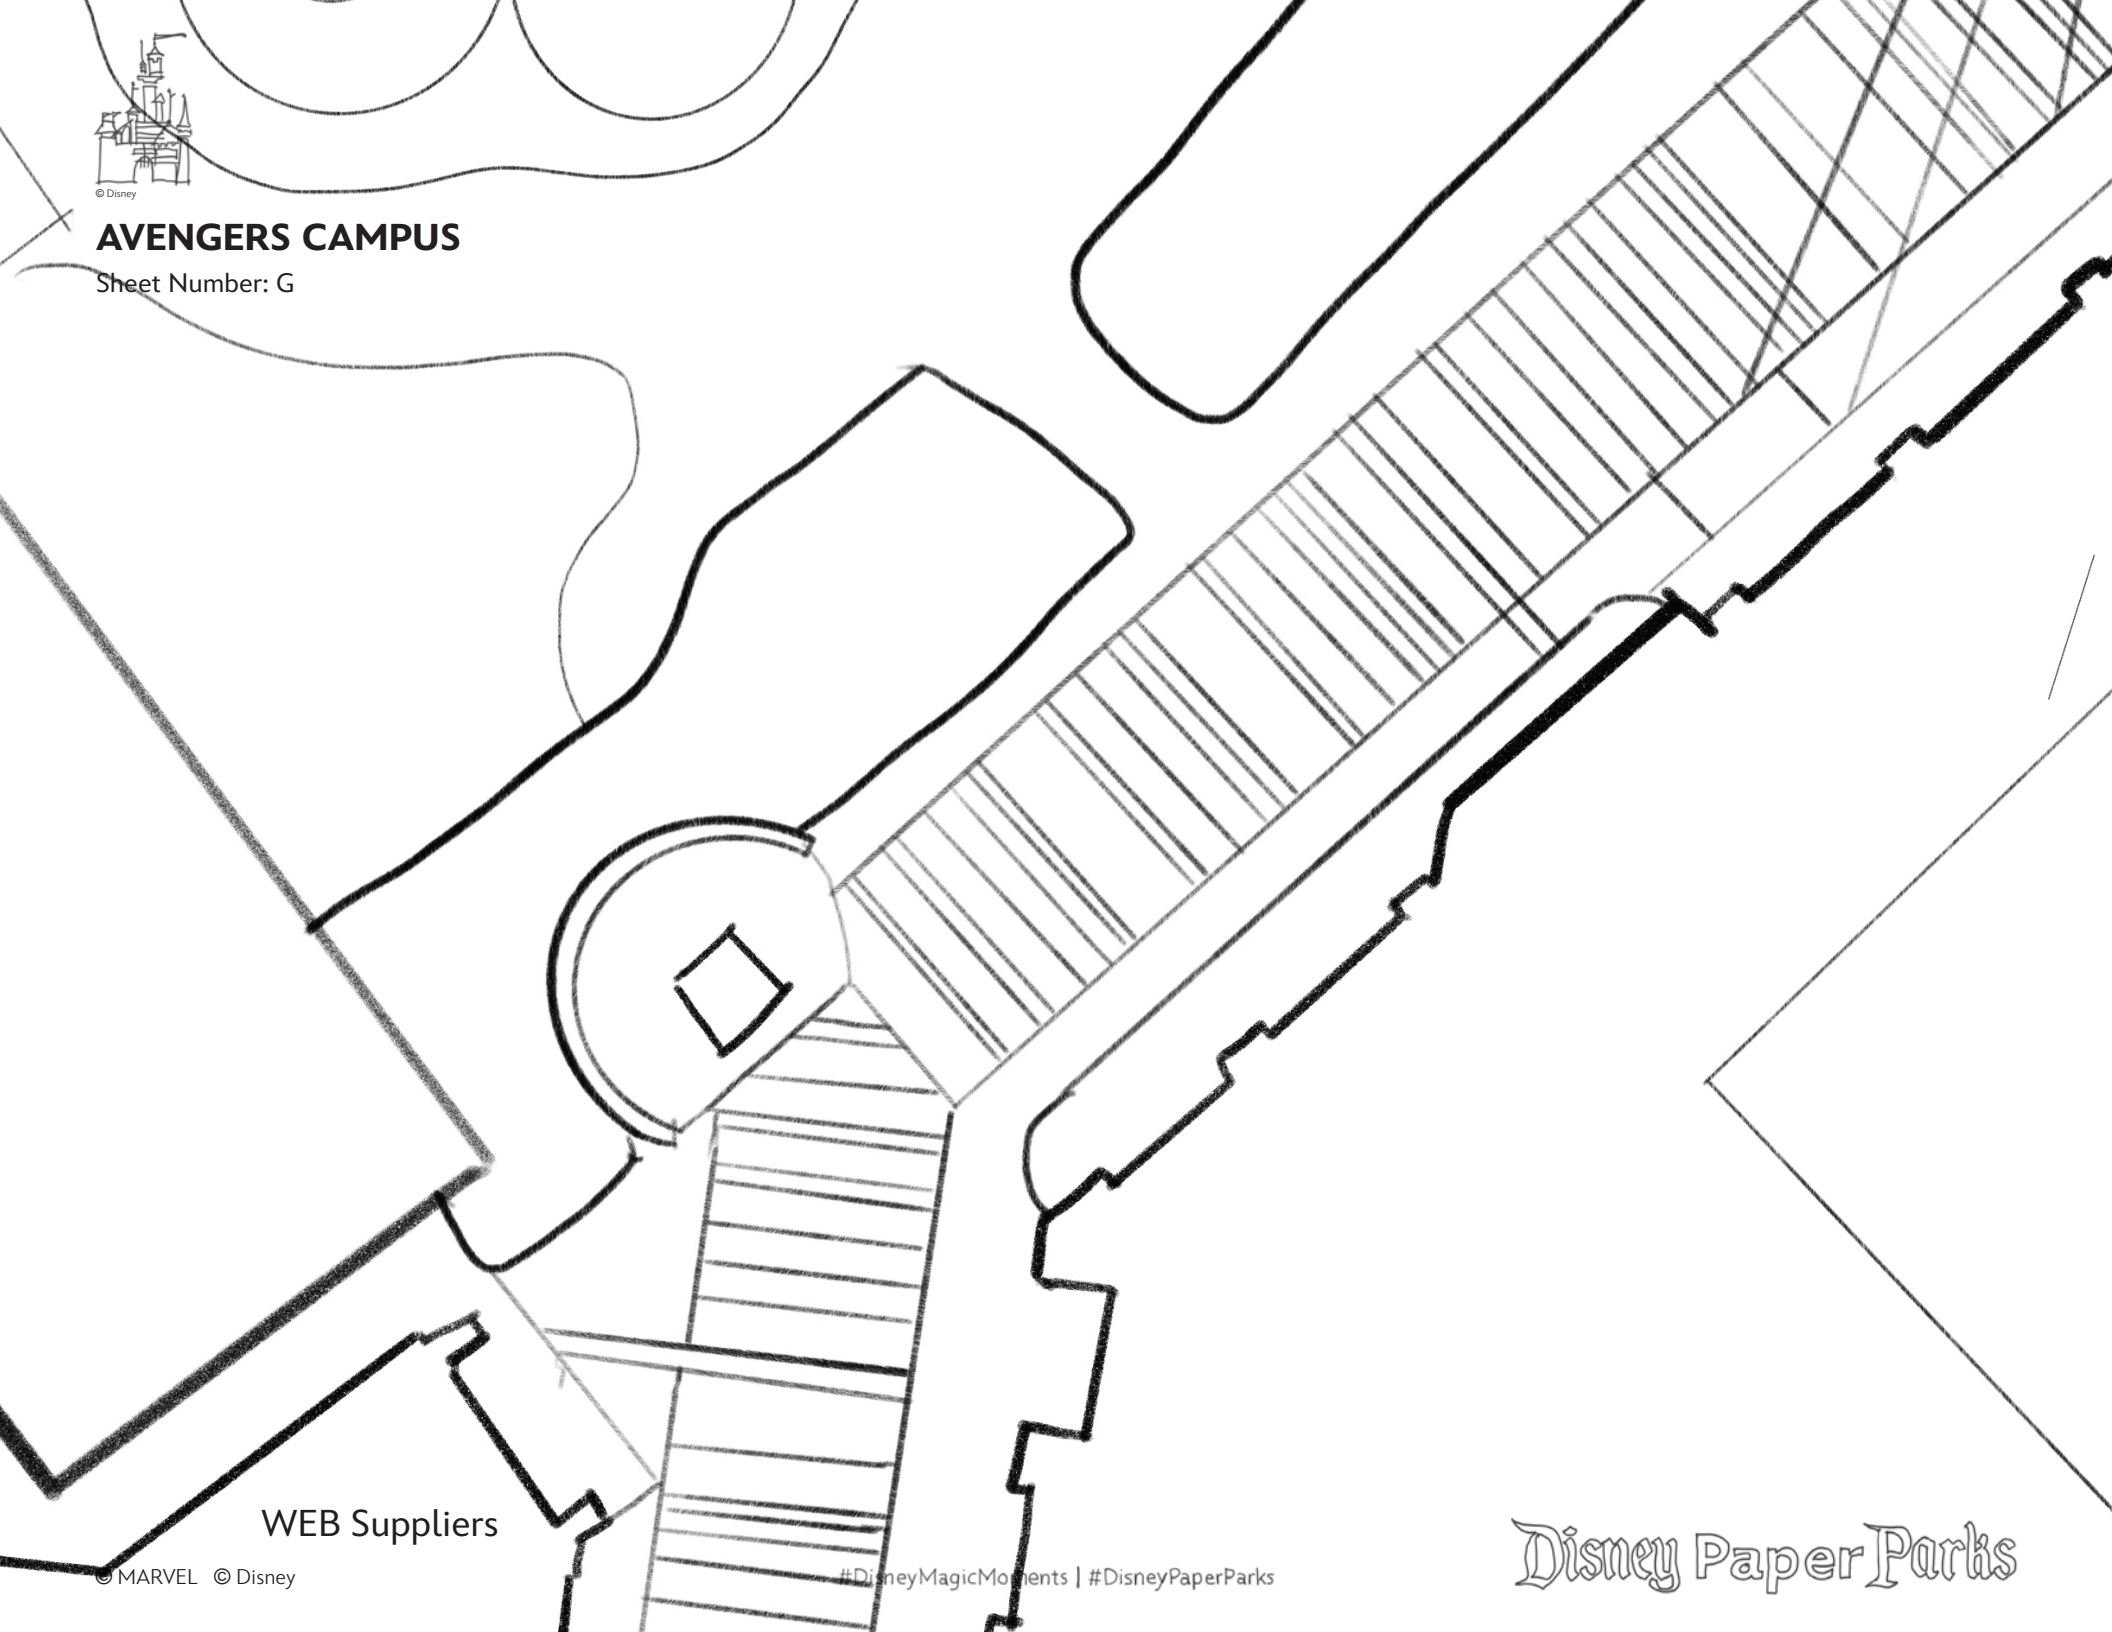 © Disney
AVENGERS CAMPUS
Sheet Number: G
WEB Suppliers
© MARVEL © Disney
#DisneyMagicMoments | #DisneyPaperParks
Disney Paper Parks